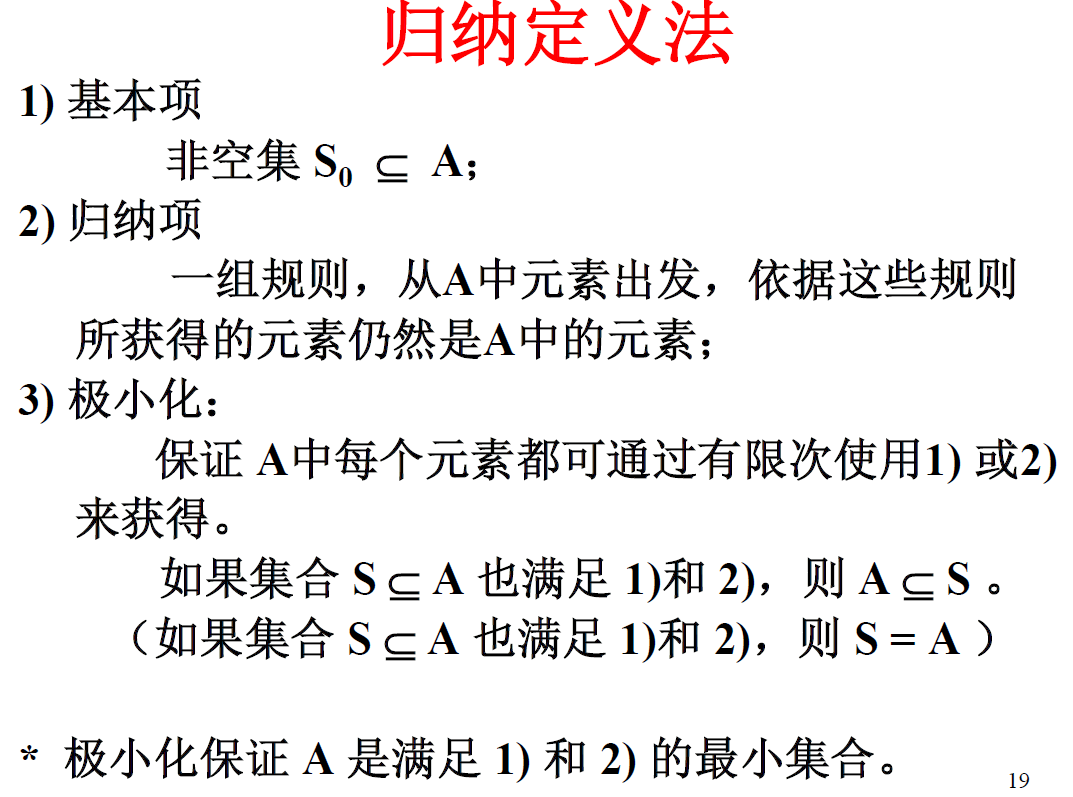 归纳定义法
1) 基本项
非空集 S₀ ⊆ A；
2) 归纳项
一组规则，从A中元素出发，依据这些规则
所获得的元素仍然是A中的元素；
3) 极小化：
保证 A中每个元素都可通过有限次使用1) 或2)
来获得。
如果集合 S ⊆ A 也满足 1)和 2)，则 A ⊆ S 。
（如果集合 S ⊆ A 也满足 1)和 2)，则 S = A ）
* 极小化保证 A 是满足 1) 和 2) 的最小集合。
19